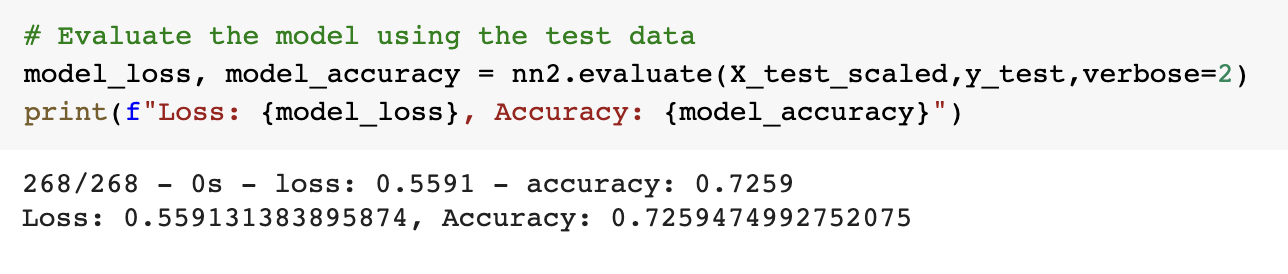 # Evaluate the model using the test data
model_loss, model_accuracy = nn2.evaluate(X_test_scaled,y_test,verbose=2)
print(f"Loss: {model_loss}, Accuracy: {model_accuracy}")
268/268 - 0s - loss: 0.5591 - accuracy: 0.7259
Loss: 0.559131383895874, Accuracy: 0.7259474992752075